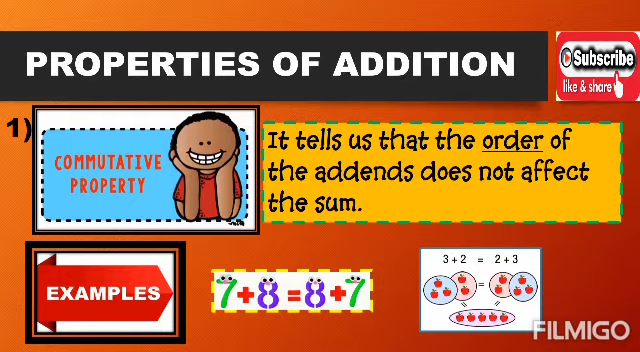 PROPERTIES OF ADDITION
Subscribe
like & share
1)
COMMUTATIVE
PROPERTY
It tells us that the order of
the addends does not affect
the sum.
EXAMPLES
7+8=8+7
3 + 2 = 2 + 3
=
FILMIGO